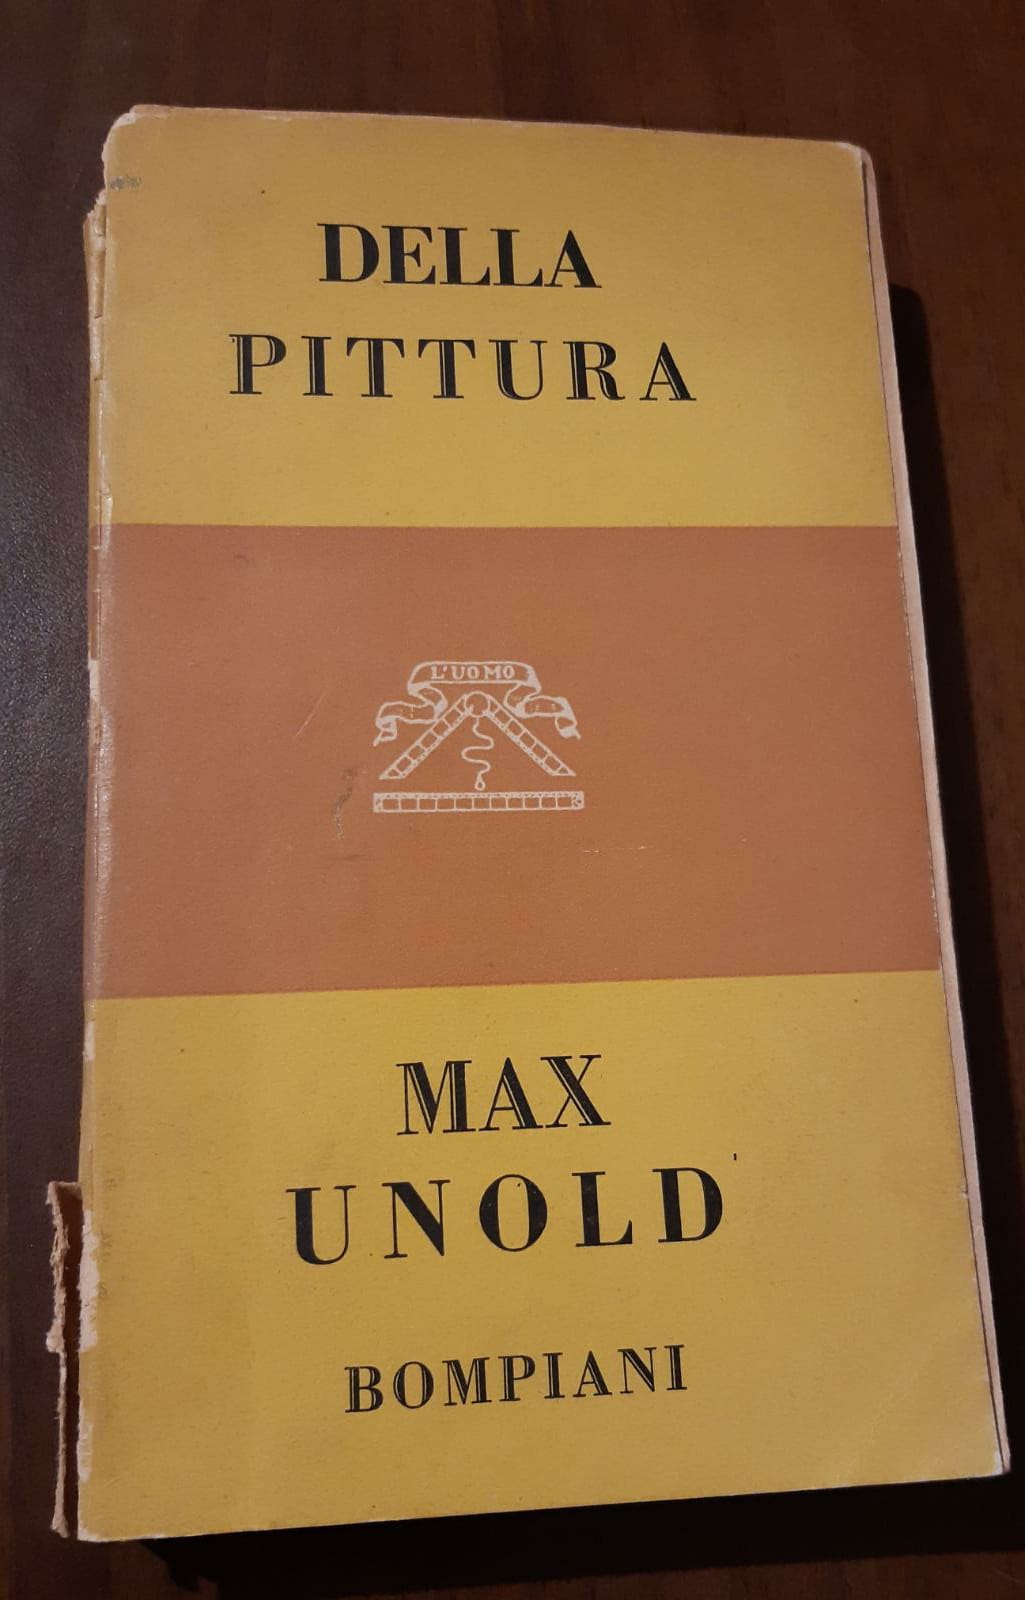 DELLA
PITTURA
L'UOMO
MAX
UNOLD
BOMPIANI